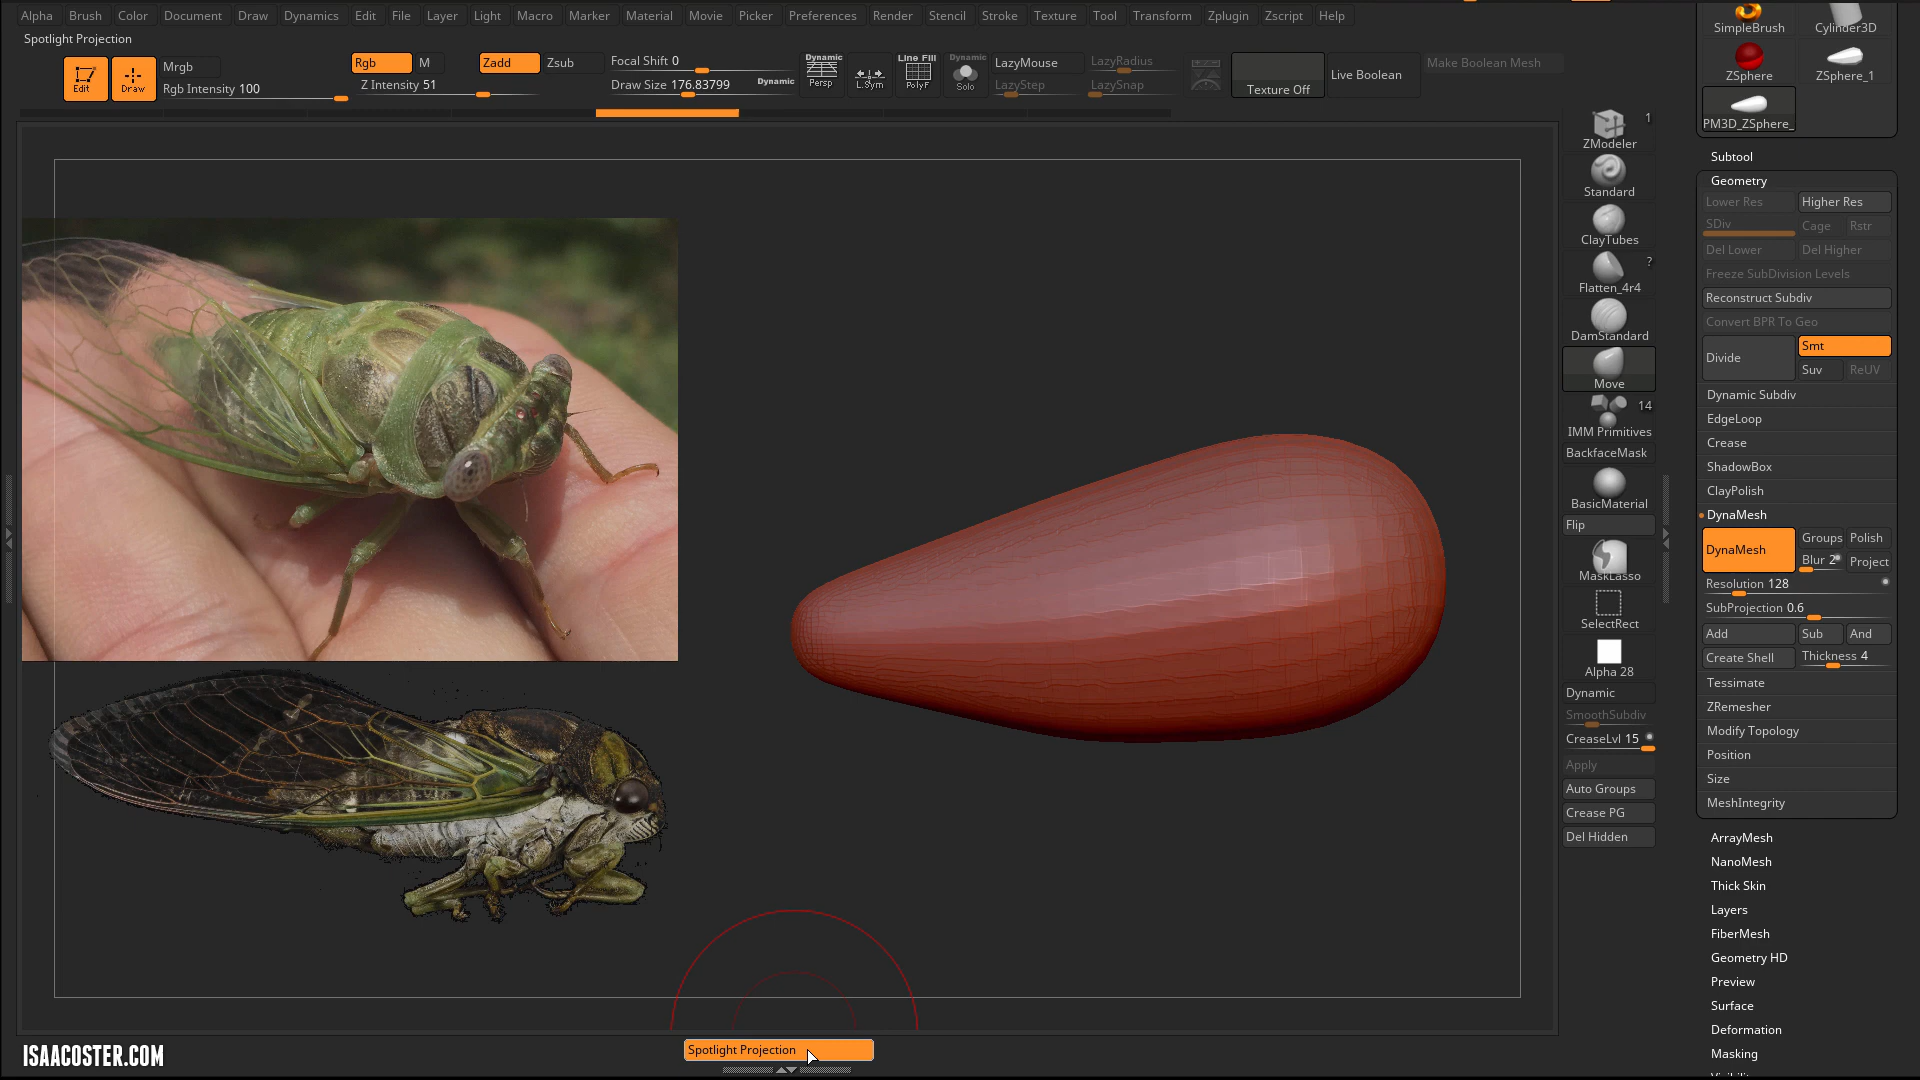 Alpha Brush Color Document Draw Dynamics Edit File Layer Light Macro Marker Material Movie Picker Preferences Render Stencil Stroke Texture Tool Transform Zplugin Zscript Help
Spotlight Projection
Edit
Draw
Mrgb
Rgb Intensity 100
Rgb M
Zadd Zsub
Z Intensity 51
Focal Shift 0
Draw Size 176.83799
Dynamic
Dynamic
Persp
L.Sym
Line Fill
PolyF
Dynamic
Solo
LazyMouse LazyRadius
LazyStep LazySnap
Texture Off
Live Boolean
Make Boolean Mesh
SimpleBrush Cylinder3D
ZSphere ZSphere_1
PM3D_ZSphere_
1
ZModeler
Standard
ClayTubes
?
Flatten_4r4
DamStandard
Move
14
IMM Primitives
BackfaceMask
BasicMaterial
Flip
MaskLasso
SelectRect
Alpha 28
Dynamic
SmoothSubdiv
CreaseLvl 15
Apply
Auto Groups
Crease PG
Del Hidden
Subtool
Geometry
Lower Res Higher Res
SDiv Cage Rstr
Del Lower Del Higher
Freeze SubDivision Levels
Reconstruct Subdiv
Convert BPR To Geo
Divide Smt
Suv ReUV
Dynamic Subdiv
EdgeLoop
Crease
ShadowBox
ClayPolish
DynaMesh
DynaMesh Groups Polish
Blur 2 Project
Resolution 128
SubProjection 0.6
Add Sub And
Create Shell Thickness 4
Tessimate
ZRemesher
Modify Topology
Position
Size
MeshIntegrity
ArrayMesh
NanoMesh
Thick Skin
Layers
FiberMesh
Geometry HD
Preview
Surface
Deformation
Masking
Spotlight Projection
ISAACOSTER.COM